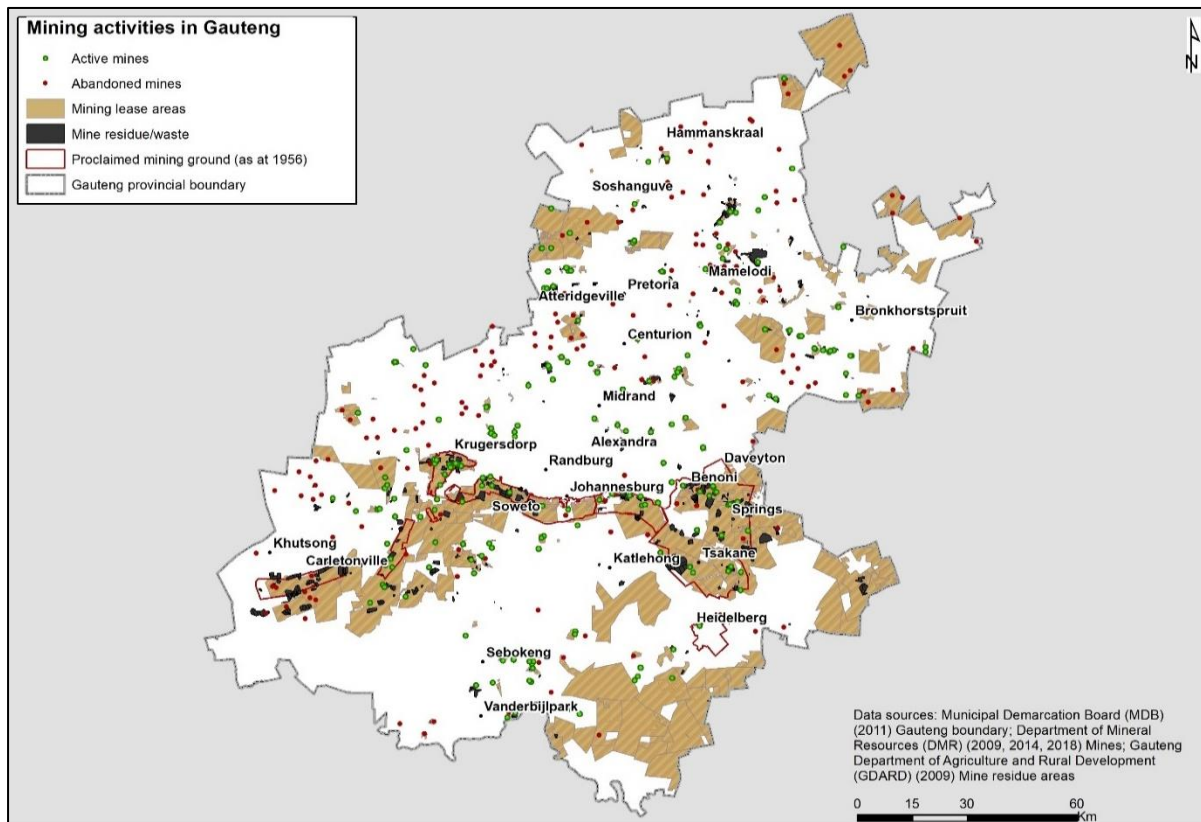 Mining activities in Gauteng
Active mines
Abandoned mines
Mining lease areas
Mine residue/waste
Proclaimed mining ground (as at 1956)
Gauteng provincial boundary
N
Hammanskraal
Soshanguve
Mamelodi
Pretoria
Atteridgeville
Bronkhorstspruit
Centurion
Midrand
Alexandra
Krugersdorp
Randburg
Daveyton
Benoni
Johannesburg
Soweto
Springs
Khutsong
Carletonville
Katlehong
Tsakane
Heidelberg
Sebokeng
Vanderbijlpark
Data sources: Municipal Demarcation Board (MDB)
(2011) Gauteng boundary; Department of Mineral
Resources (DMR) (2009, 2014, 2018) Mines; Gauteng
Department of Agriculture and Rural Development
(GDARD) (2009) Mine residue areas
0 15 30 60
Km